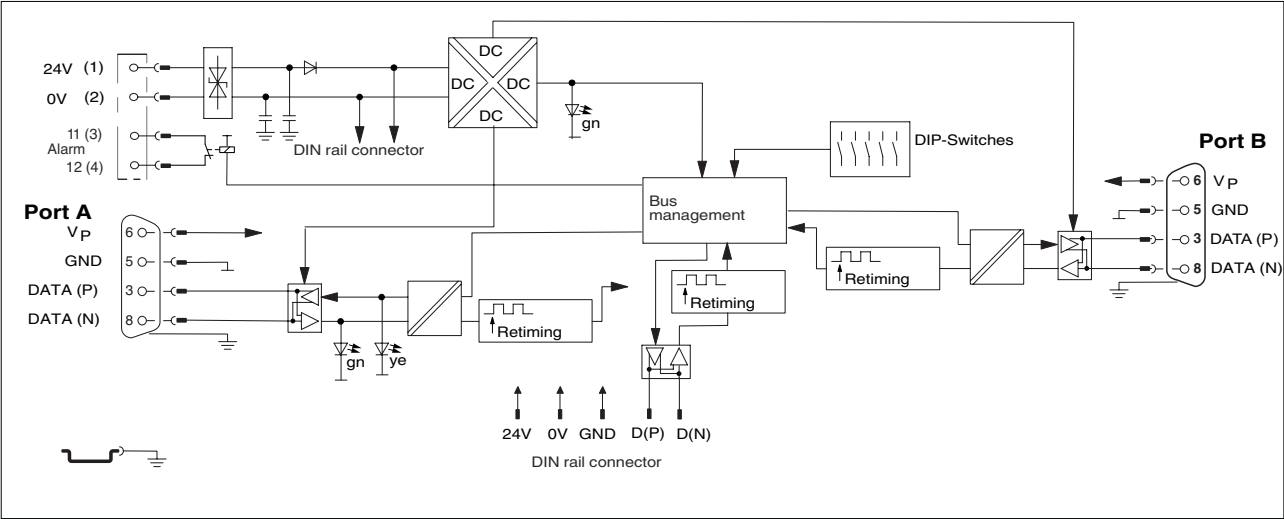 24V (1)
0V (2)
11 (3)
Alarm
12 (4)
DC
DC DC
DC
gn
DIN rail connector
DIP-Switches
Bus
management
Port A
VP
GND
DATA (P)
DATA (N)
6
5
3
8
gn
ye
Retiming
Retiming
Retiming
Port B
6 VP
5 GND
3 DATA (P)
8 DATA (N)
24V 0V GND D(P) D(N)
DIN rail connector